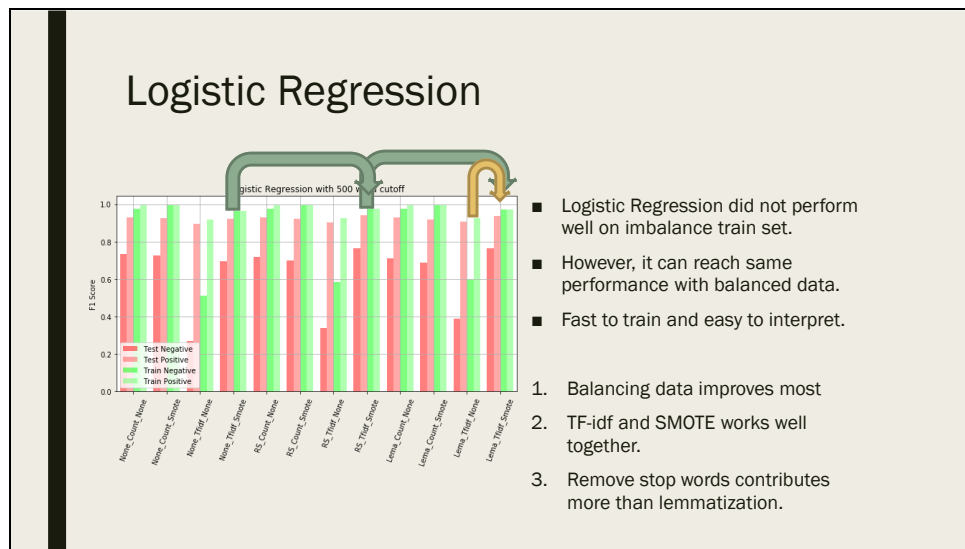 Logistic Regression
gistic Regression with 500 w cutoff
1.0
0.8
0.6
0.4
0.2
0.0
F1 Score
Test Negative
Test Positive
Train Negative
Train Positive
None_Count_None
None_Count_Smote
None_Tfidf_None
None_Tfidf_Smote
RS_Count_None
RS_Count_Smote
RS_Tfidf_None
RS_Tfidf_Smote
Lema_Count_None
Lema_Count_Smote
Lema_Tfidf_None
Lema_Tfidf_Smote
■ Logistic Regression did not perform
well on imbalance train set.
■ However, it can reach same
performance with balanced data.
■ Fast to train and easy to interpret.
1. Balancing data improves most
2. TF-idf and SMOTE works well
together.
3. Remove stop words contributes
more than lemmatization.